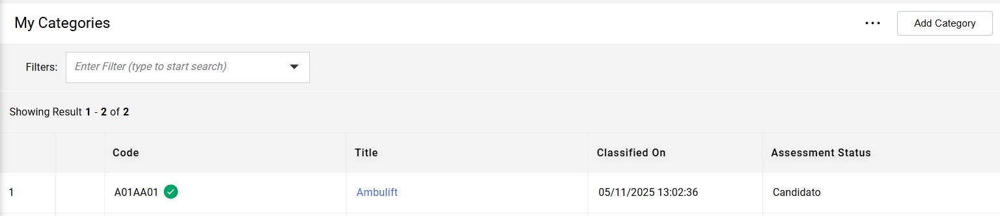 My Categories
Add Category
Filters: Enter Filter (type to start search)
Showing Result 1 - 2 of 2
Code Title Classified On Assessment Status
1 A01AA01 Ambulift 05/11/2025 13:02:36 Candidato